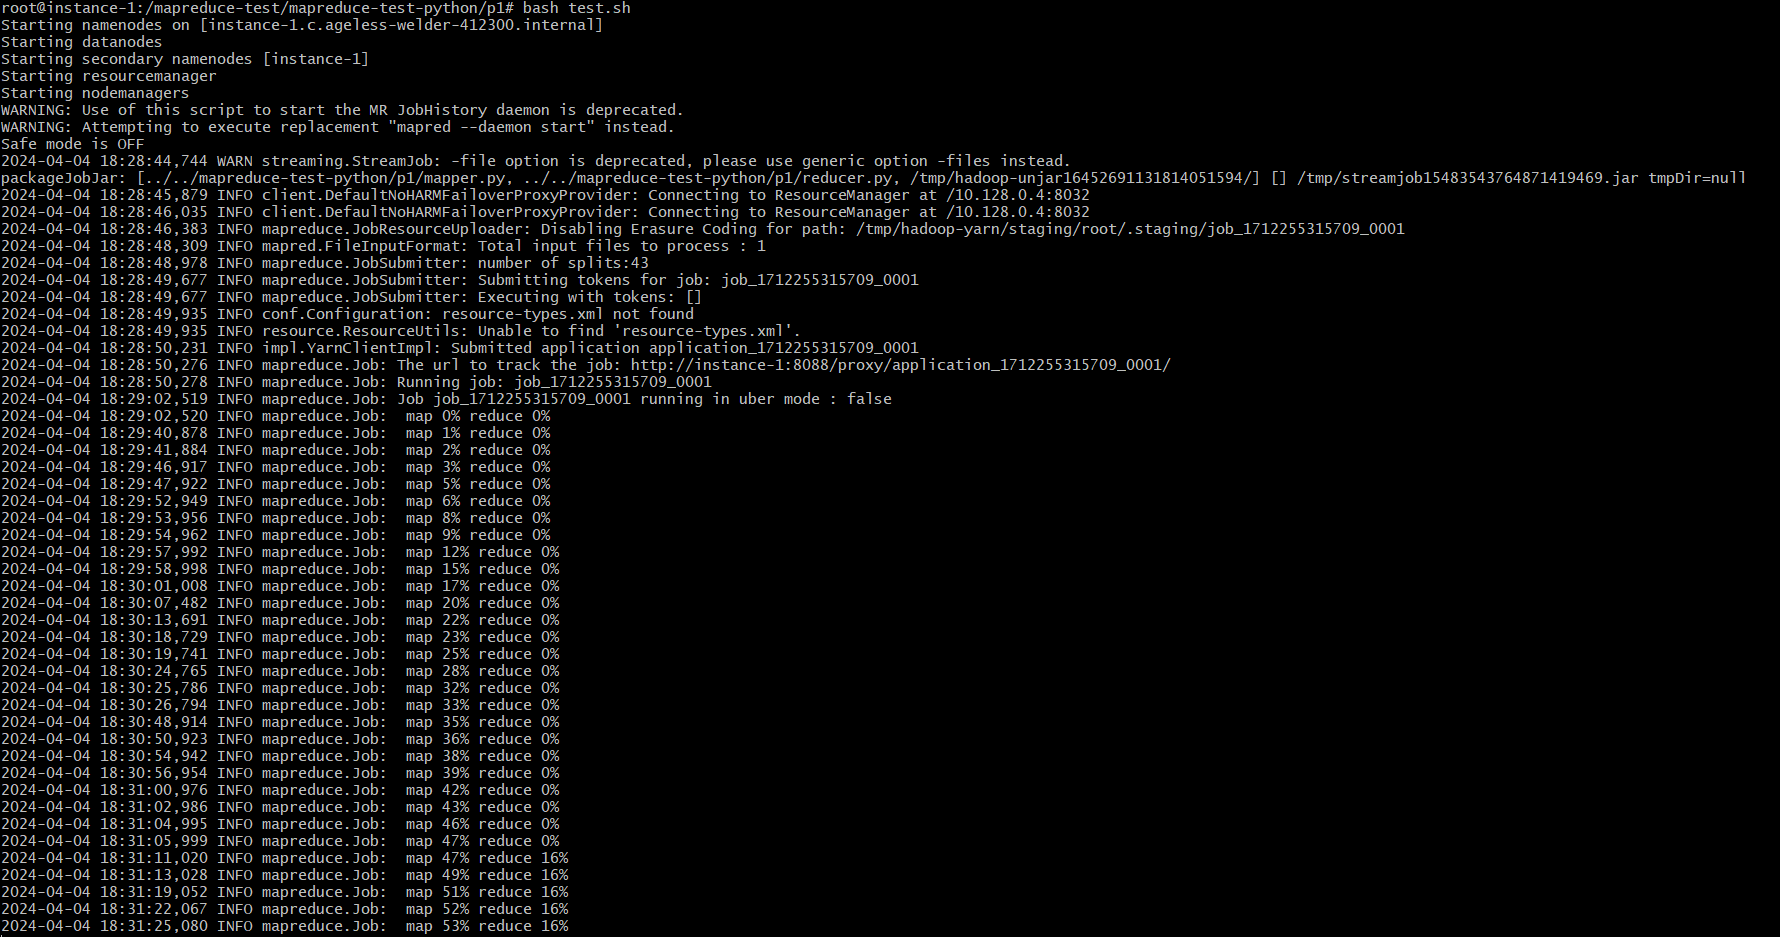 root@instance-1:/mapreduce-test/mapreduce-test-python/p1# bash test.sh
Starting namenodes on [instance-1.c.ageless-welder-412300.internal]
Starting datanodes
Starting secondary namenodes [instance-1]
Starting resourcemanager
Starting nodemanagers
WARNING: Use of this script to start the MR JobHistory daemon is deprecated.
WARNING: Attempting to execute replacement "mapred --daemon start" instead.
Safe mode is OFF
2024-04-04 18:28:44,744 WARN streaming.StreamJob: -file option is deprecated, please use generic option -files instead.
packageJobJar: [../../mapreduce-test-python/p1/mapper.py, ../../mapreduce-test-python/p1/reducer.py, /tmp/hadoop-unjar16452691131814051594/] [] /tmp/streamjob15483543764871419469.jar tmpDir=null
2024-04-04 18:28:45,879 INFO client.DefaultNoHARMFailoverProxyProvider: Connecting to ResourceManager at /10.128.0.4:8032
2024-04-04 18:28:46,035 INFO client.DefaultNoHARMFailoverProxyProvider: Connecting to ResourceManager at /10.128.0.4:8032
2024-04-04 18:28:46,383 INFO mapreduce.JobResourceUploader: Disabling Erasure Coding for path: /tmp/hadoop-yarn/staging/root/.staging/job_1712255315709_0001
2024-04-04 18:28:48,309 INFO mapred.FileInputFormat: Total input files to process : 1
2024-04-04 18:28:48,978 INFO mapreduce.JobSubmitter: number of splits:43
2024-04-04 18:28:49,677 INFO mapreduce.JobSubmitter: Submitting tokens for job: job_1712255315709_0001
2024-04-04 18:28:49,677 INFO mapreduce.JobSubmitter: Executing with tokens: []
2024-04-04 18:28:49,935 INFO conf.Configuration: resource-types.xml not found
2024-04-04 18:28:49,935 INFO resource.ResourceUtils: Unable to find 'resource-types.xml'.
2024-04-04 18:28:50,231 INFO impl.YarnClientImpl: Submitted application application_1712255315709_0001
2024-04-04 18:28:50,276 INFO mapreduce.Job: The url to track the job: http://instance-1:8088/proxy/application_1712255315709_0001/
2024-04-04 18:28:50,278 INFO mapreduce.Job: Running job: job_1712255315709_0001
2024-04-04 18:29:02,519 INFO mapreduce.Job: Job job_1712255315709_0001 running in uber mode : false
2024-04-04 18:29:02,520 INFO mapreduce.Job:  map 0% reduce 0%
2024-04-04 18:29:40,878 INFO mapreduce.Job:  map 1% reduce 0%
2024-04-04 18:29:41,884 INFO mapreduce.Job:  map 2% reduce 0%
2024-04-04 18:29:46,917 INFO mapreduce.Job:  map 3% reduce 0%
2024-04-04 18:29:47,922 INFO mapreduce.Job:  map 5% reduce 0%
2024-04-04 18:29:52,949 INFO mapreduce.Job:  map 6% reduce 0%
2024-04-04 18:29:53,956 INFO mapreduce.Job:  map 8% reduce 0%
2024-04-04 18:29:54,962 INFO mapreduce.Job:  map 9% reduce 0%
2024-04-04 18:29:57,992 INFO mapreduce.Job:  map 12% reduce 0%
2024-04-04 18:29:58,998 INFO mapreduce.Job:  map 15% reduce 0%
2024-04-04 18:30:01,008 INFO mapreduce.Job:  map 17% reduce 0%
2024-04-04 18:30:07,482 INFO mapreduce.Job:  map 20% reduce 0%
2024-04-04 18:30:13,691 INFO mapreduce.Job:  map 22% reduce 0%
2024-04-04 18:30:18,729 INFO mapreduce.Job:  map 23% reduce 0%
2024-04-04 18:30:19,741 INFO mapreduce.Job:  map 25% reduce 0%
2024-04-04 18:30:24,765 INFO mapreduce.Job:  map 28% reduce 0%
2024-04-04 18:30:25,786 INFO mapreduce.Job:  map 32% reduce 0%
2024-04-04 18:30:26,794 INFO mapreduce.Job:  map 33% reduce 0%
2024-04-04 18:30:48,914 INFO mapreduce.Job:  map 35% reduce 0%
2024-04-04 18:30:50,923 INFO mapreduce.Job:  map 36% reduce 0%
2024-04-04 18:30:54,942 INFO mapreduce.Job:  map 38% reduce 0%
2024-04-04 18:30:56,954 INFO mapreduce.Job:  map 39% reduce 0%
2024-04-04 18:31:00,976 INFO mapreduce.Job:  map 42% reduce 0%
2024-04-04 18:31:02,986 INFO mapreduce.Job:  map 43% reduce 0%
2024-04-04 18:31:04,995 INFO mapreduce.Job:  map 46% reduce 0%
2024-04-04 18:31:05,999 INFO mapreduce.Job:  map 47% reduce 0%
2024-04-04 18:31:11,020 INFO mapreduce.Job:  map 47% reduce 16%
2024-04-04 18:31:13,028 INFO mapreduce.Job:  map 49% reduce 16%
2024-04-04 18:31:19,052 INFO mapreduce.Job:  map 51% reduce 16%
2024-04-04 18:31:22,067 INFO mapreduce.Job:  map 52% reduce 16%
2024-04-04 18:31:25,080 INFO mapreduce.Job:  map 53% reduce 16%